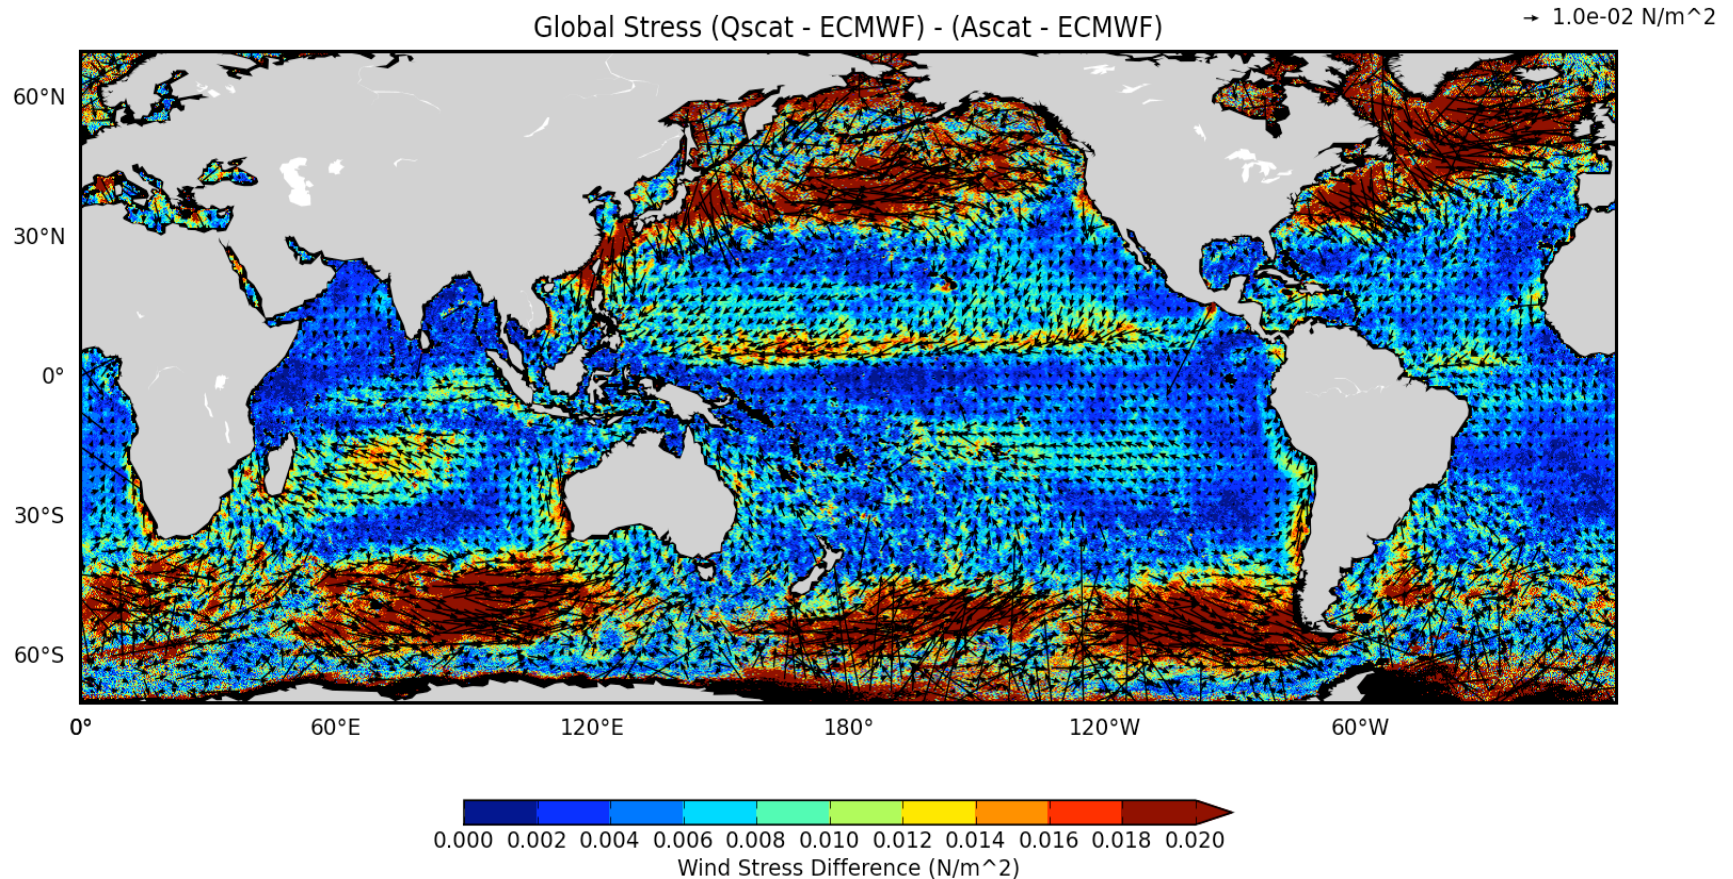 Global Stress (Qscat - ECMWF) - (Ascat - ECMWF)
1.0e-02 N/m^2
60°N
30°N
0°
30°S
60°S
0° 60°E 120°E 180° 120°W 60°W
0.000 0.002 0.004 0.006 0.008 0.010 0.012 0.014 0.016 0.018 0.020
Wind Stress Difference (N/m^2)